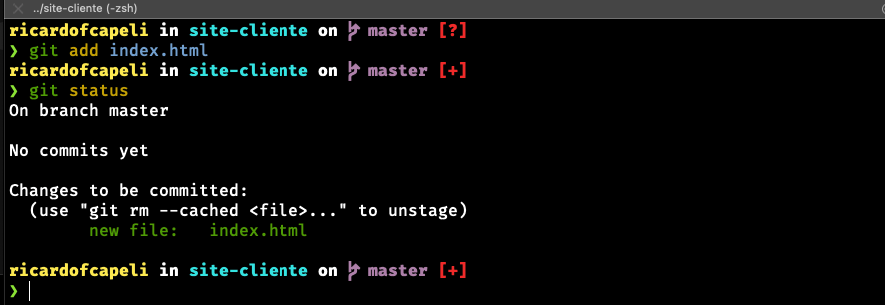 ../site-cliente (-zsh)
ricardofcapeli in site-cliente on master [?]
❯ git add index.html
ricardofcapeli in site-cliente on master [+]
❯ git status
On branch master
No commits yet
Changes to be committed:
(use "git rm --cached <file>..." to unstage)
new file: index.html
ricardofcapeli in site-cliente on master [+]
❯